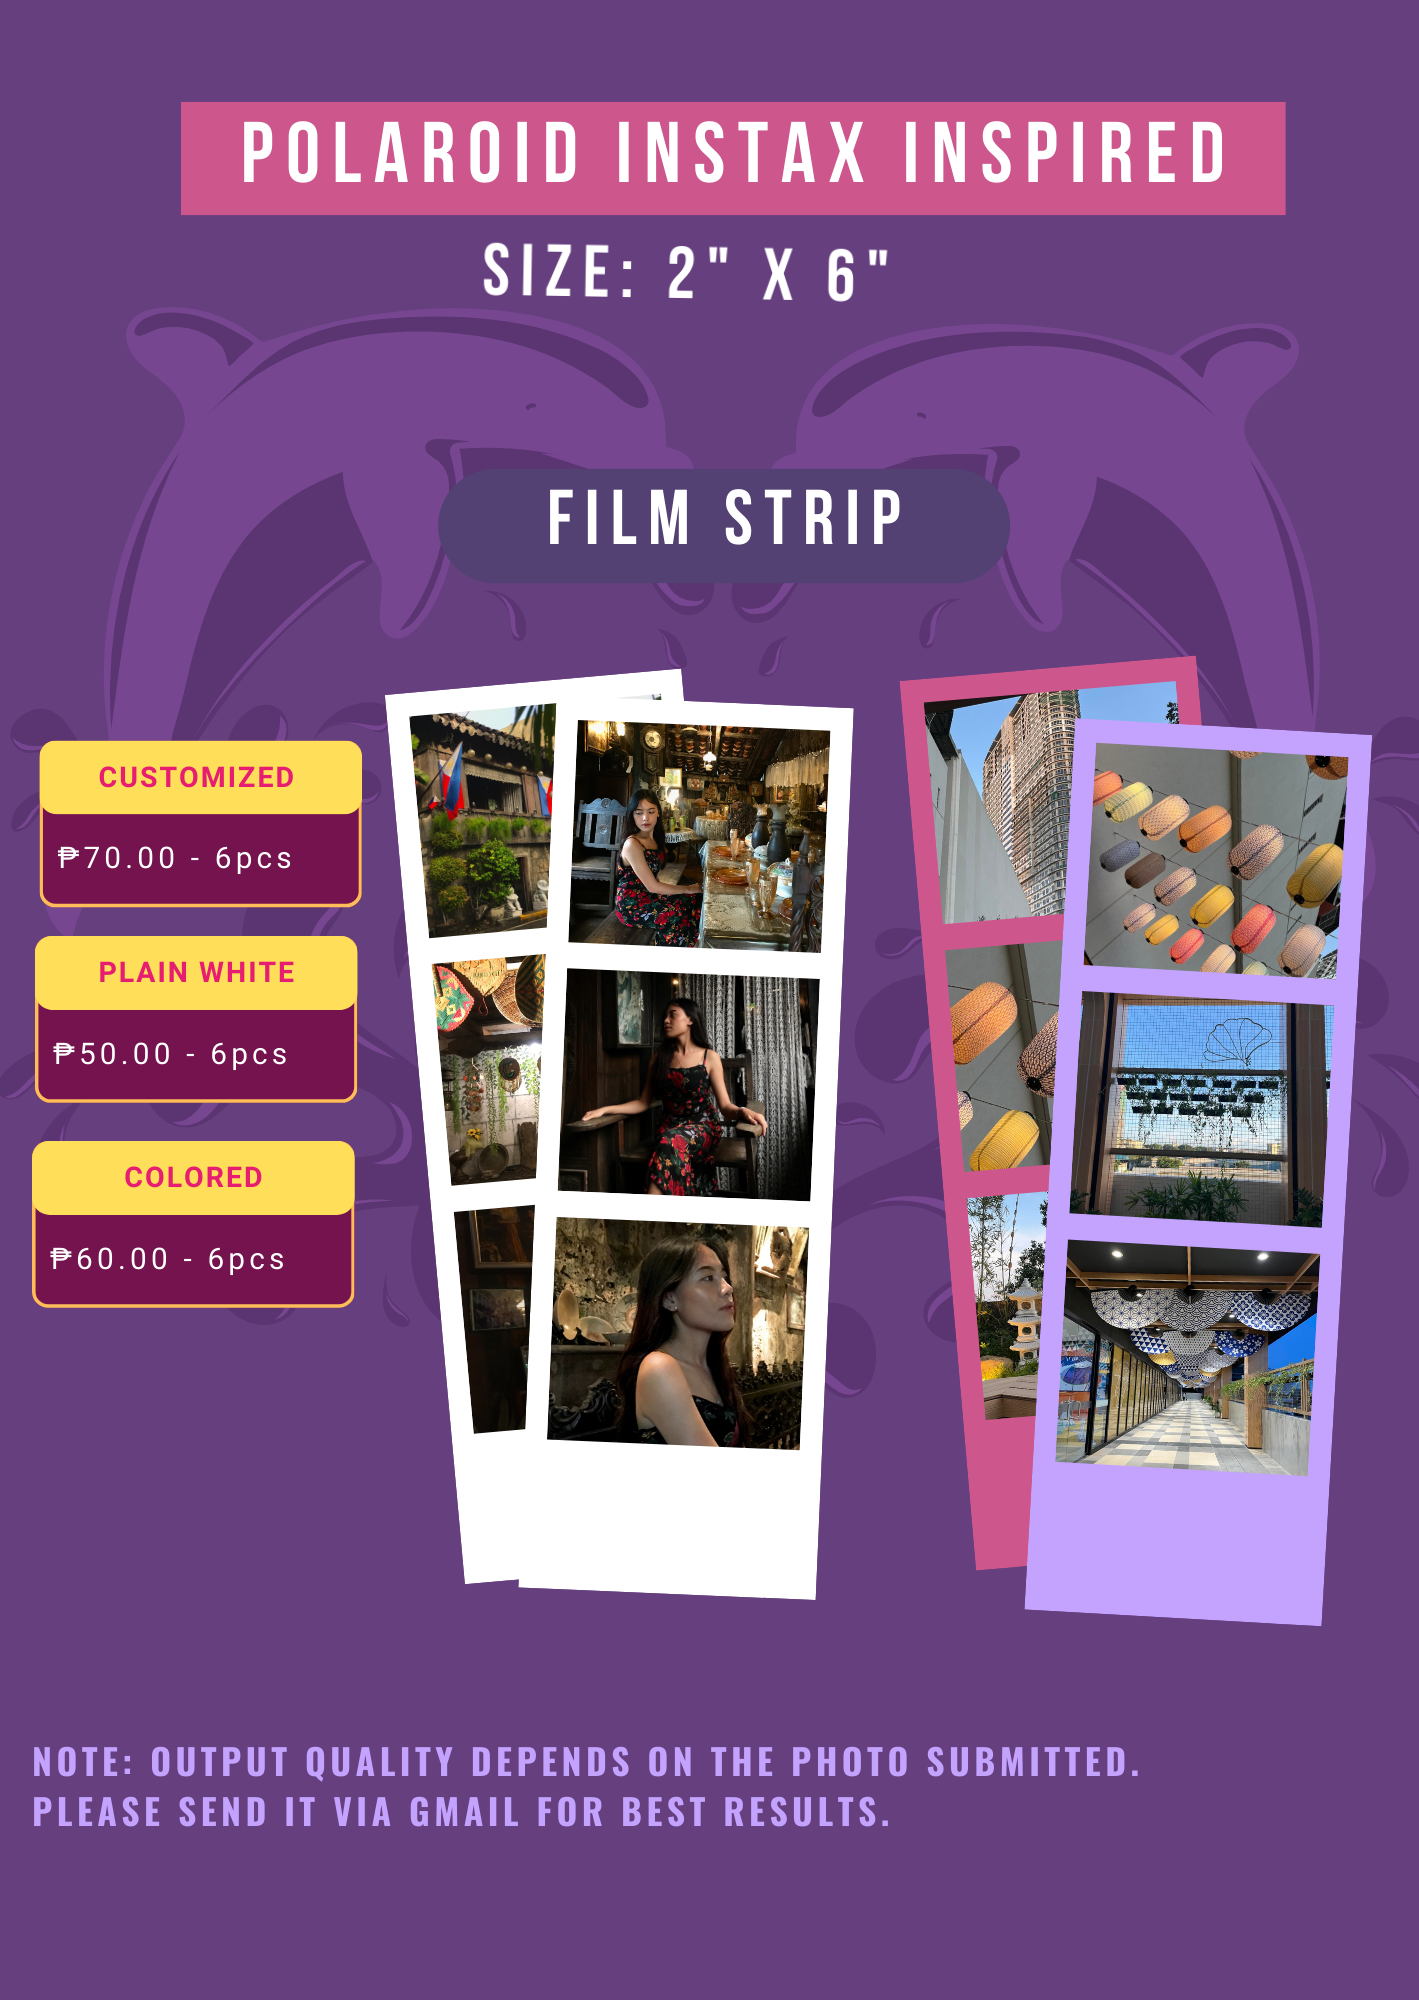 POLAROID INSTAX INSPIRED
SIZE: 2" X 6"
FILM STRIP
CUSTOMIZED
₱70.00 - 6pcs
PLAIN WHITE
₱50.00 - 6pcs
COLORED
₱60.00 - 6pcs
NOTE: OUTPUT QUALITY DEPENDS ON THE PHOTO SUBMITTED.
PLEASE SEND IT VIA GMAIL FOR BEST RESULTS.